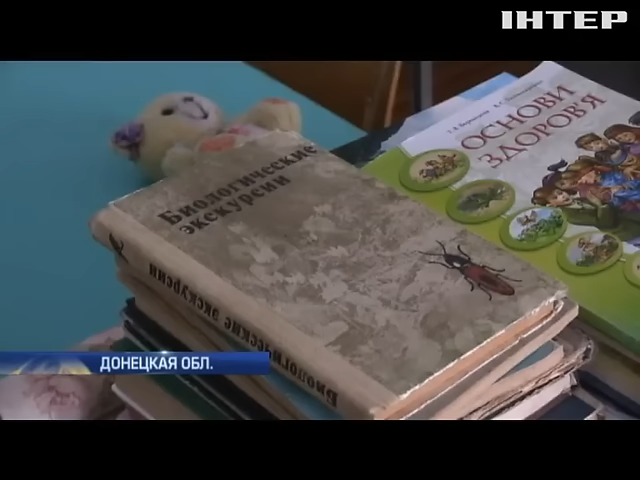 ІНТЕР
ОСНОВИ
ЗДОРОВ'Я
Биологические
экскурсии
Биологические экскурсии
ДОНЕЦКАЯ ОБЛ.